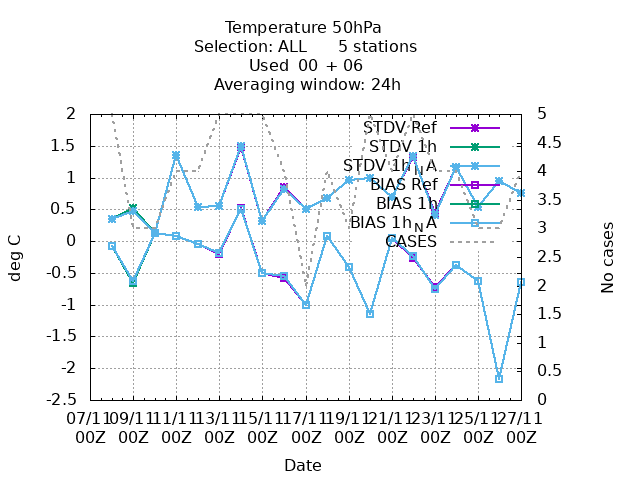 Temperature 50hPa
Selection: ALL 5 stations
Used 00 + 06
Averaging window: 24h
2
1.5
1
0.5
0
-0.5
-1
-1.5
-2
-2.5
deg C
5
4.5
4
3.5
3
2.5
2
1.5
1
0.5
0
No cases
STDV Ref
STDV 1h
STDV 1h_NA
BIAS Ref
BIAS 1h
BIAS 1h_NA
CASES
07/11 09/11 11/11 13/11 15/11 17/11 19/11 21/11 23/11 25/11 27/11
00Z 00Z 00Z 00Z 00Z 00Z 00Z 00Z 00Z 00Z 00Z
Date